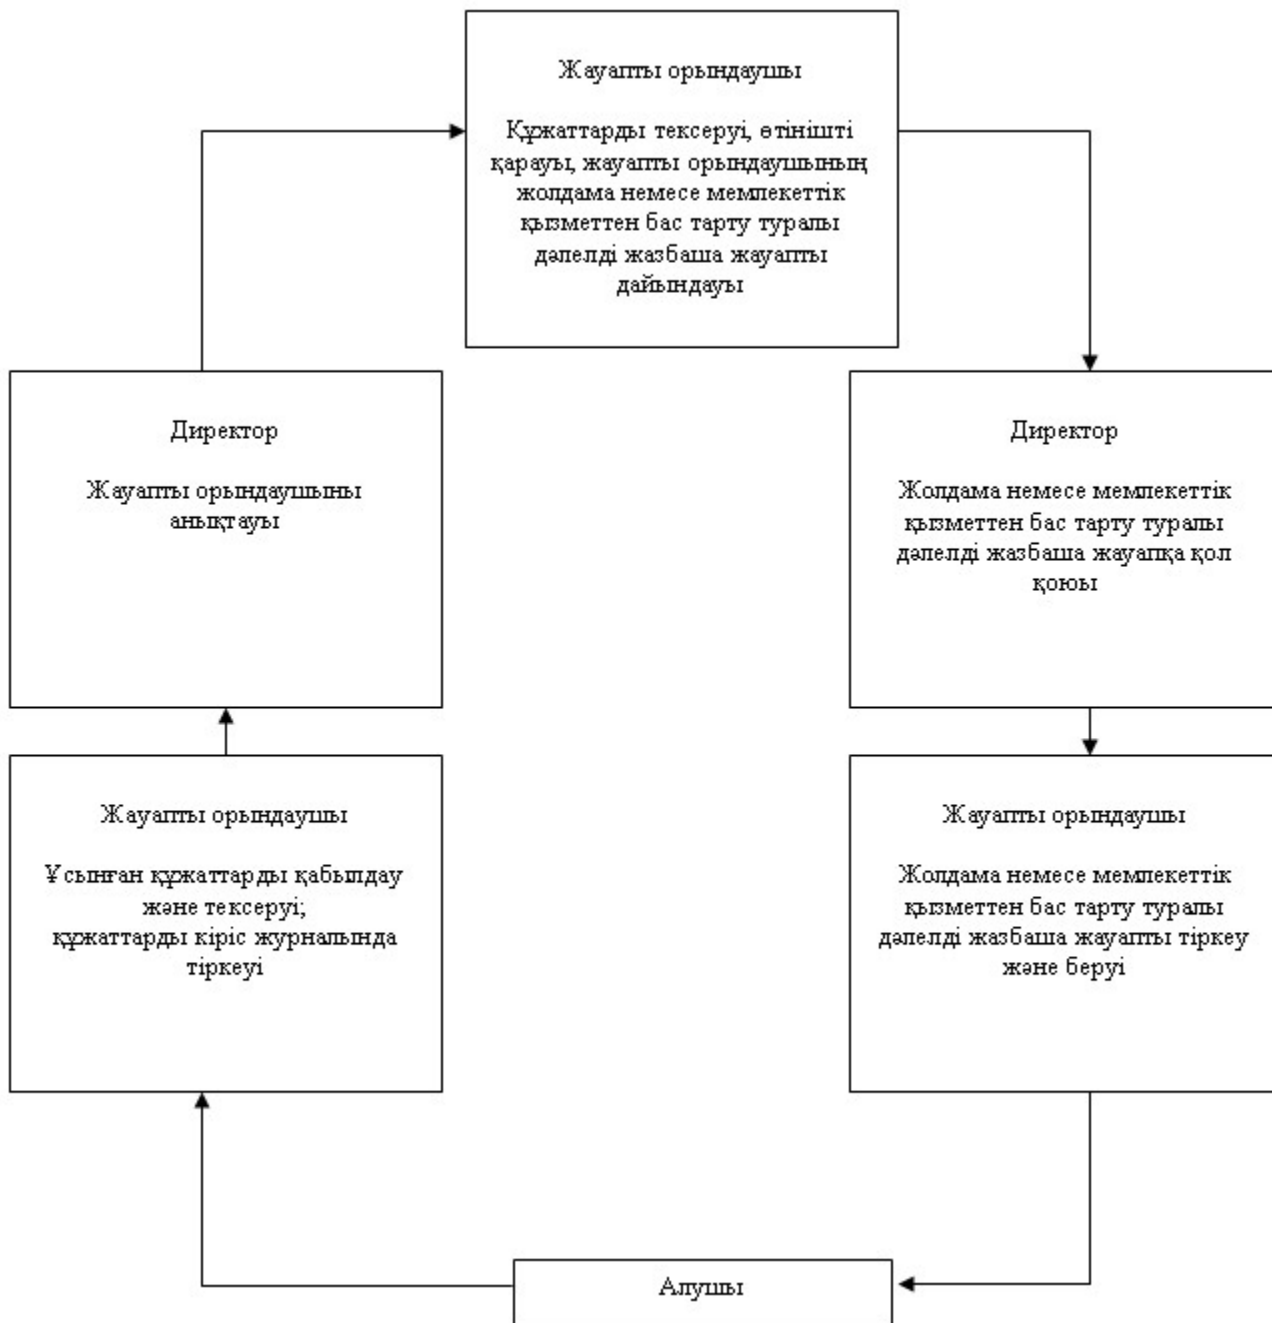 Жауапты орындаушы
Құжаттарды тексеруі, өтінішті
қарауы, жауапты орындаушының
жолдама немесе мемлекеттік
қызметтен бас тарту туралы
дәлелді жазбаша жауапты
дайындауы
Директор
Жауапты орындаушыны
анықтауы
Директор
Жолдама немесе мемлекеттік
қызметтен бас тарту туралы
дәлелді жазбаша жауапқа қол
қоюы
Жауапты орындаушы
Ұсынған құжаттарды қабылдау
және тексеруі;
құжаттарды кіріс журналында
тіркеуі
Жауапты орындаушы
Жолдама немесе мемлекеттік
қызметтен бас тарту туралы
дәлелді жазбаша жауапты тіркеу
және беруі
Алушы